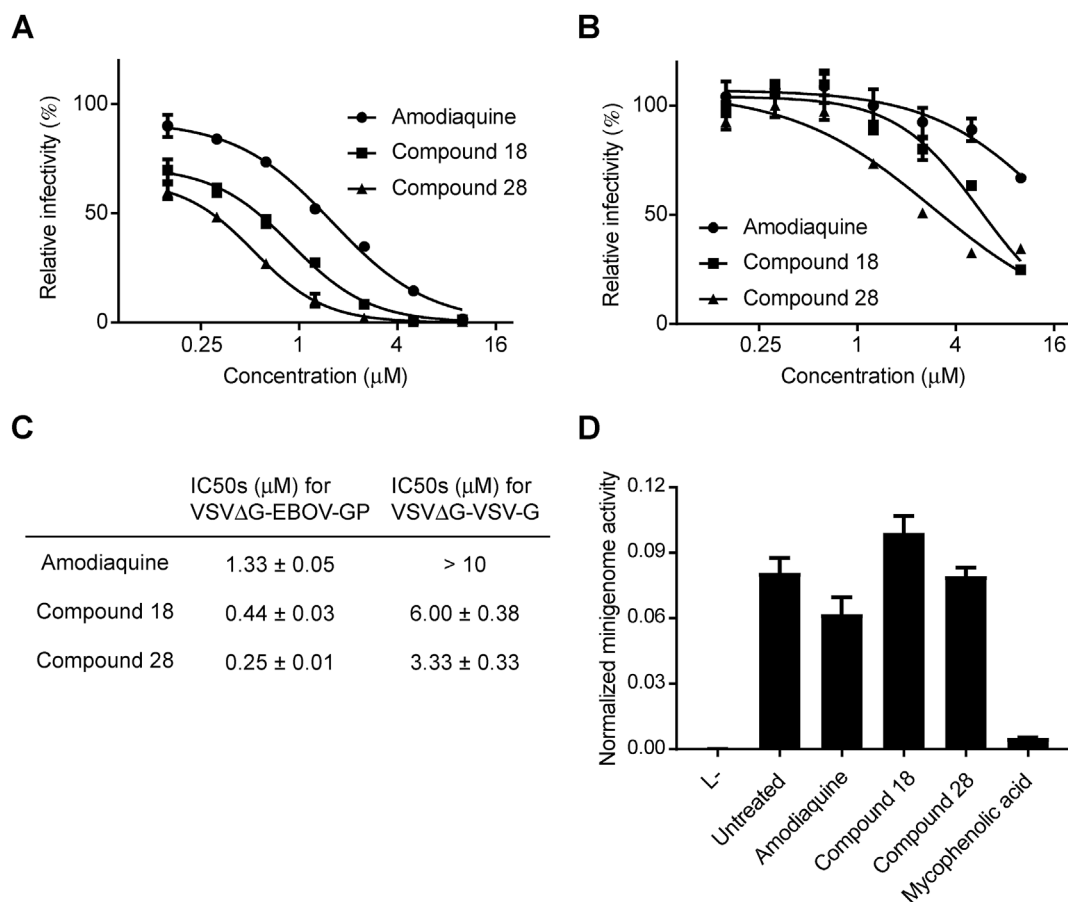 A
Relative infectivity (%)
100
50
0
0.25 1 4 16
Concentration (μM)
Amodiaquine
Compound 18
Compound 28
B
Relative infectivity (%)
100
50
0
0.25 1 4 16
Concentration (μM)
Amodiaquine
Compound 18
Compound 28
C
IC50s (μM) for IC50s (μM) for
VSVΔG-EBOV-GP VSVΔG-VSV-G
Amodiaquine 1.33 ± 0.05 > 10
Compound 18 0.44 ± 0.03 6.00 ± 0.38
Compound 28 0.25 ± 0.01 3.33 ± 0.33
D
Normalized minigenome activity
0.12
0.09
0.06
0.03
0.00
L-
Untreated
Amodiaquine
Compound 18
Compound 28
Mycophenolic acid